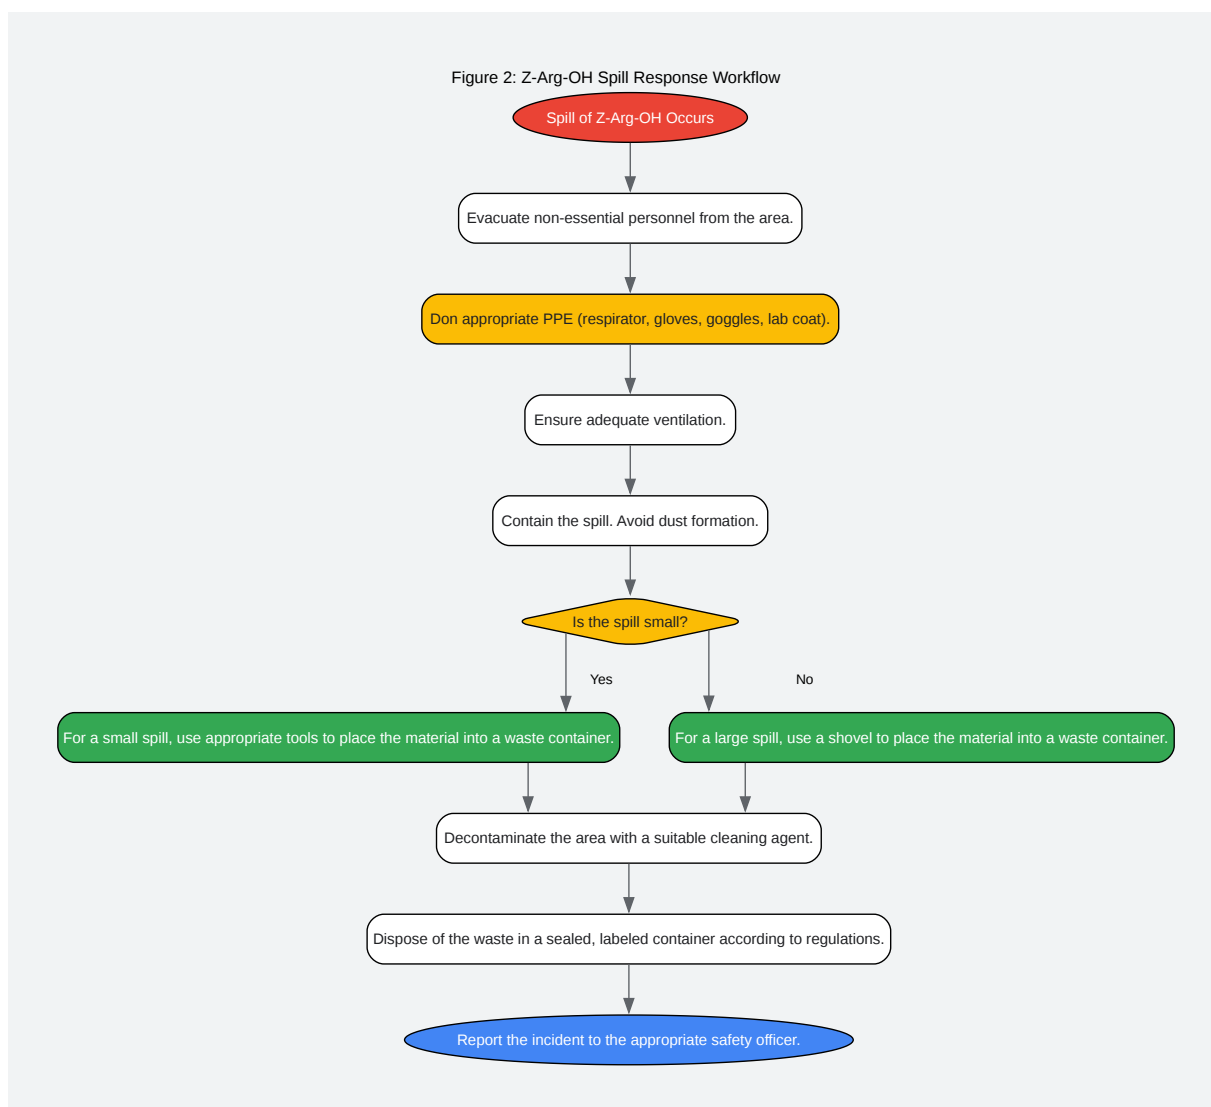 Figure 2: Z-Arg-OH Spill Response Workflow
Spill of Z-Arg-OH Occurs
Evacuate non-essential personnel from the area.
Don appropriate PPE (respirator, gloves, goggles, lab coat).
Ensure adequate ventilation.
Contain the spill. Avoid dust formation.
Is the spill small?
Yes
No
For a small spill, use appropriate tools to place the material into a waste container.
For a large spill, use a shovel to place the material into a waste container.
Decontaminate the area with a suitable cleaning agent.
Dispose of the waste in a sealed, labeled container according to regulations.
Report the incident to the appropriate safety officer.